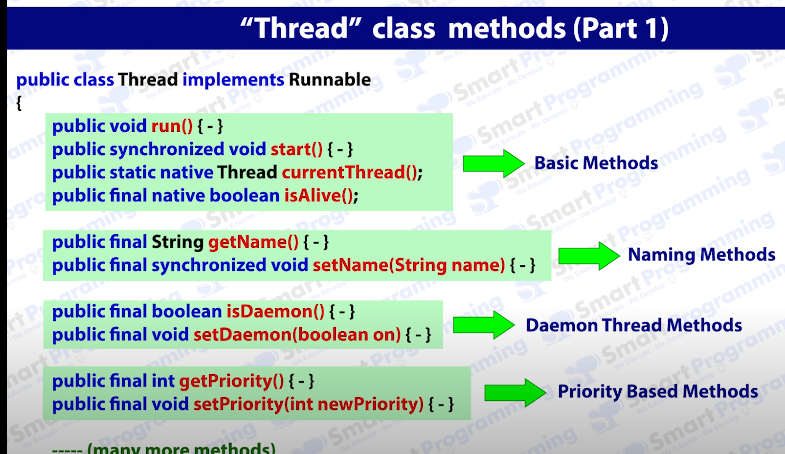 “Thread” class methods (Part 1)
public class Thread implements Runnable
{
public void run() { - }
public synchronized void start() { - }
public static native Thread currentThread();
public final native boolean isAlive();
Basic Methods
public final String getName() { - }
public final synchronized void setName(String name) { - }
Naming Methods
public final boolean isDaemon() { - }
public final void setDaemon(boolean on) { - }
Daemon Thread Methods
public final int getPriority() { - }
public final void setPriority(int newPriority) { - }
Priority Based Methods
----- (many more methods)
Smart Programming